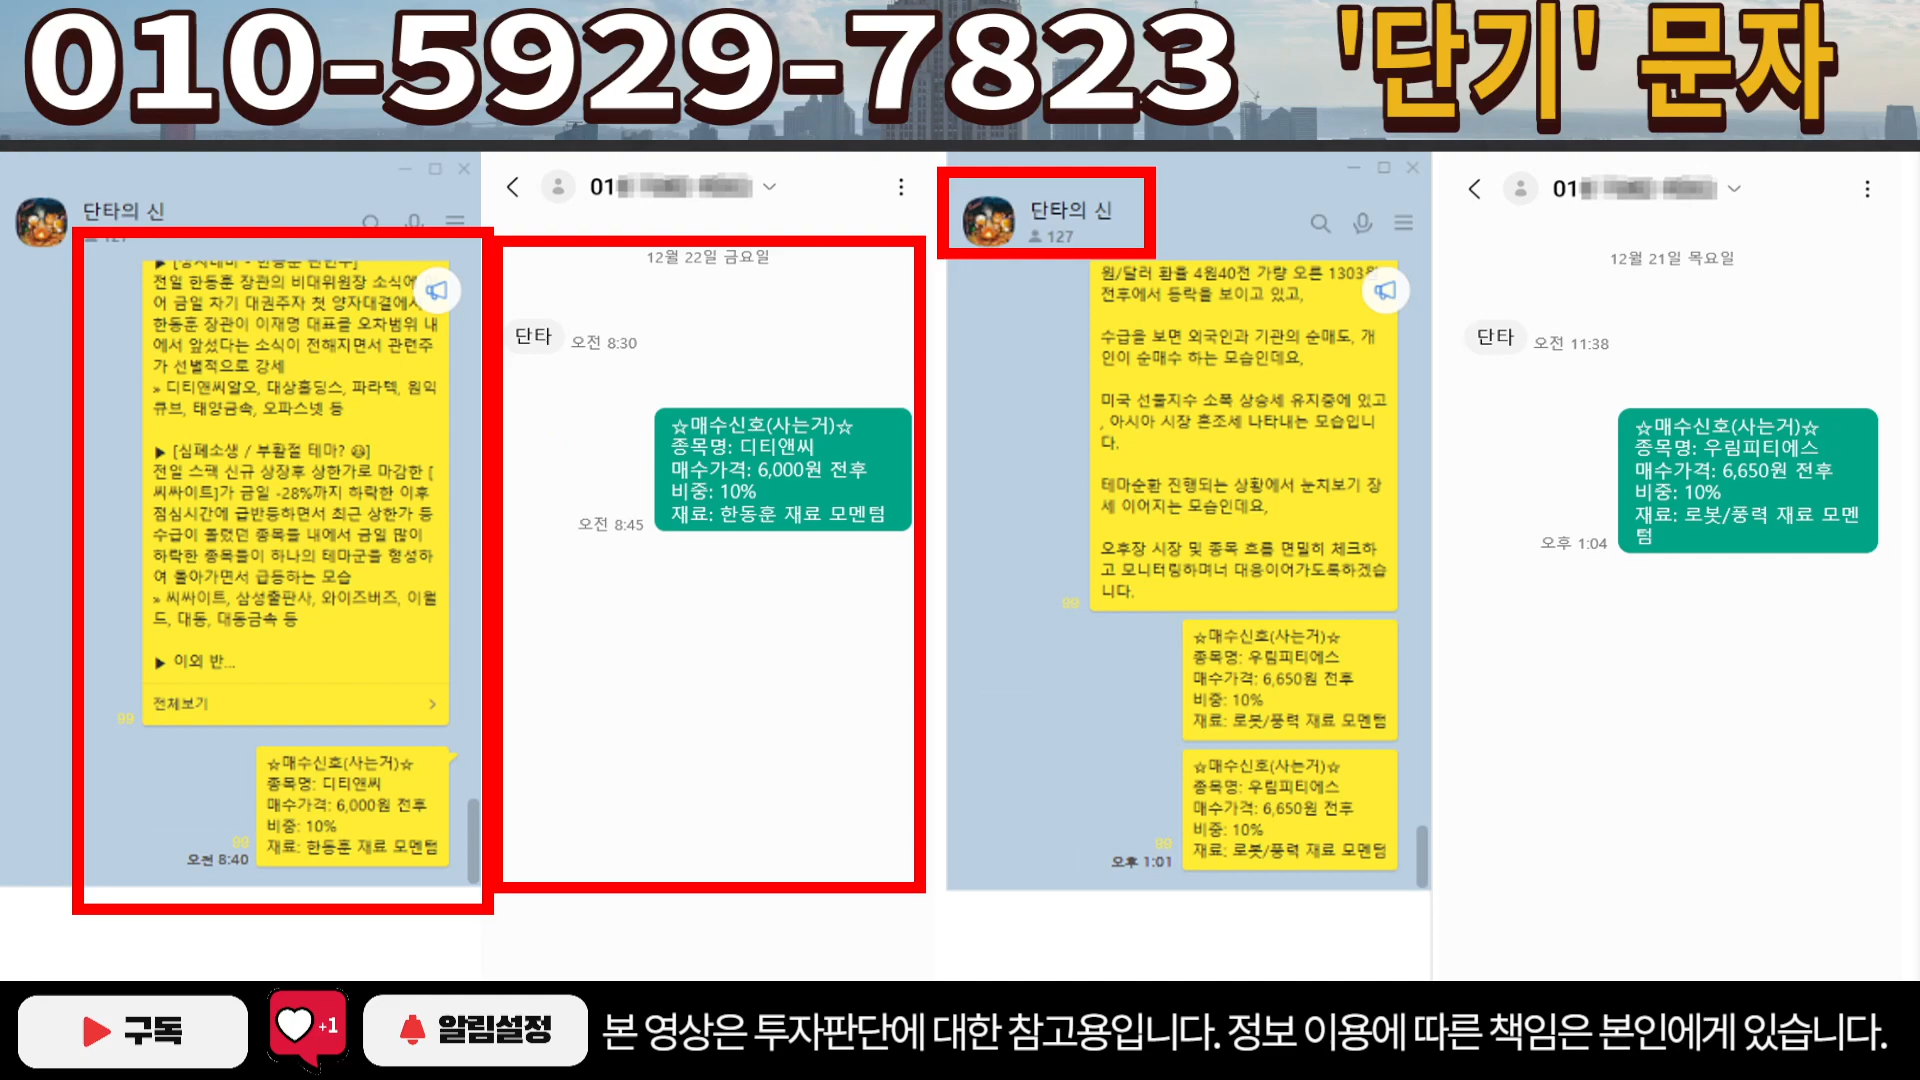 010-5929-7823 '단기' 문자
단타의 신
127
▶ [정치테마 - 한동훈 관련주]
전일 한동훈 장관의 비대위원장 소식에
어 금일 차기 대권주자 첫 양자대결에서
한동훈 장관이 이재명 대표를 오차범위 내
에서 앞섰다는 소식이 전해지면서 관련주
가 선별적으로 강세
» 디티앤씨알오, 대상홀딩스, 파라텍, 원익
큐브, 태양금속, 오파스넷 등
▶ [심폐소생 / 부활절 테마? ]
전일 스팩 신규 상장후 상한가로 마감한 [
씨싸이트]가 금일 -28%까지 하락한 이후
점심시간에 급반등하면서 최근 상한가 등
수급이 몰렸던 종목들 내에서 금일 많이
하락한 종목들이 하나의 테마군을 형성하
여 돌아가면서 급등하는 모습
» 씨싸이트, 삼성출판사, 와이즈버즈, 이월
드, 대동, 대동금속 등
▶ 이외 반...
전체보기
99
☆매수신호(사는거)☆
종목명: 디티앤씨
매수가격: 6,000원 전후
비중: 10%
재료: 한동훈 재료 모멘텀
99
오전 8:40
01
12월 22일 금요일
단타
오전 8:30
☆매수신호(사는거)☆
종목명: 디티앤씨
매수가격: 6,000원 전후
비중: 10%
재료: 한동훈 재료 모멘텀
오전 8:45
단타의 신
127
원/달러 환율 4원40전 가량 오른 1303원
전후에서 등락을 보이고 있고,
수급을 보면 외국인과 기관의 순매도, 개
인이 순매수 하는 모습인데요,
미국 선물지수 소폭 상승세 유지중에 있고
, 아시아 시장 혼조세 나타내는 모습입니
다.
테마순환 진행되는 상황에서 눈치보기 장
세 이어지는 모습인데요,
오후장 시장 및 종목 흐름 면밀히 체크하
고 모니터링하며너 대응이어가도록하겠습
니다.
99
☆매수신호(사는거)☆
종목명: 우림피티에스
매수가격: 6,650원 전후
비중: 10%
재료: 로봇/풍력 재료 모멘텀
☆매수신호(사는거)☆
종목명: 우림피티에스
매수가격: 6,650원 전후
비중: 10%
재료: 로봇/풍력 재료 모멘텀
99
오후 1:01
01
12월 21일 목요일
단타
오전 11:38
☆매수신호(사는거)☆
종목명: 우림피티에스
매수가격: 6,650원 전후
비중: 10%
재료: 로봇/풍력 재료 모멘
텀
오후 1:04
구독
+1
알림설정
본 영상은 투자판단에 대한 참고용입니다. 정보 이용에 따른 책임은 본인에게 있습니다.